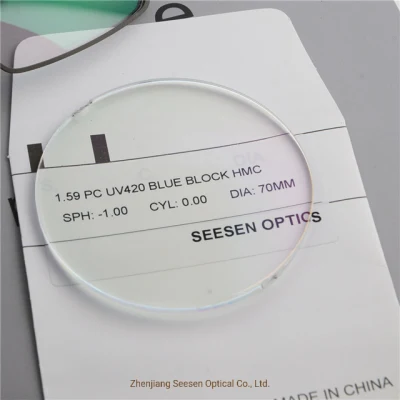 1.59 PC UV420 BLUE BLOCK HMC
SPH: -1.00 CYL: 0.00 DIA: 70MM
SEESEN OPTICS
MADE IN CHINA
Zhenjiang Seesen Optical Co., Ltd.